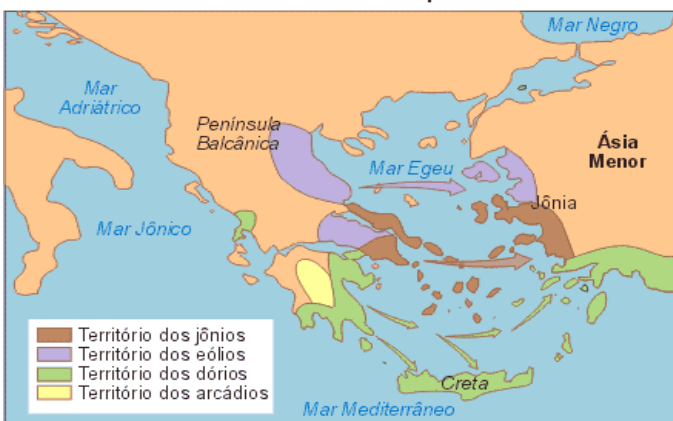 Mar Negro
Mar
Adriátrico
Península
Balcânica
Ásia
Menor
Mar Egeu
Jônia
Mar Jônico
Território dos jônios
Território dos eólios
Território dos dórios
Território dos arcádios
Creta
Mar Mediterrâneo